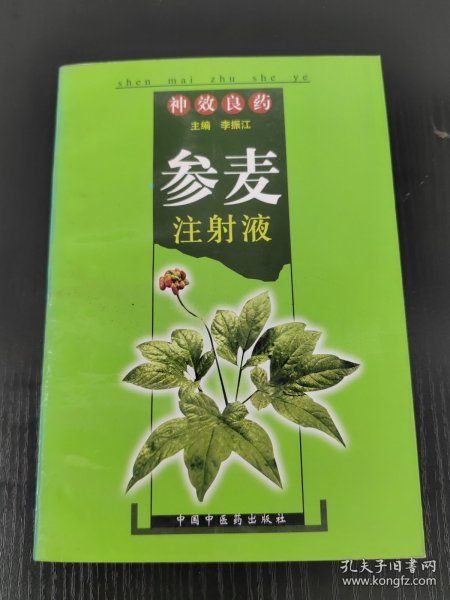 shen mai zhu she ye
神效良药
主编 李振江
参麦
注射液
中国中医药出版社
孔夫子旧书网
www.kongfz.com